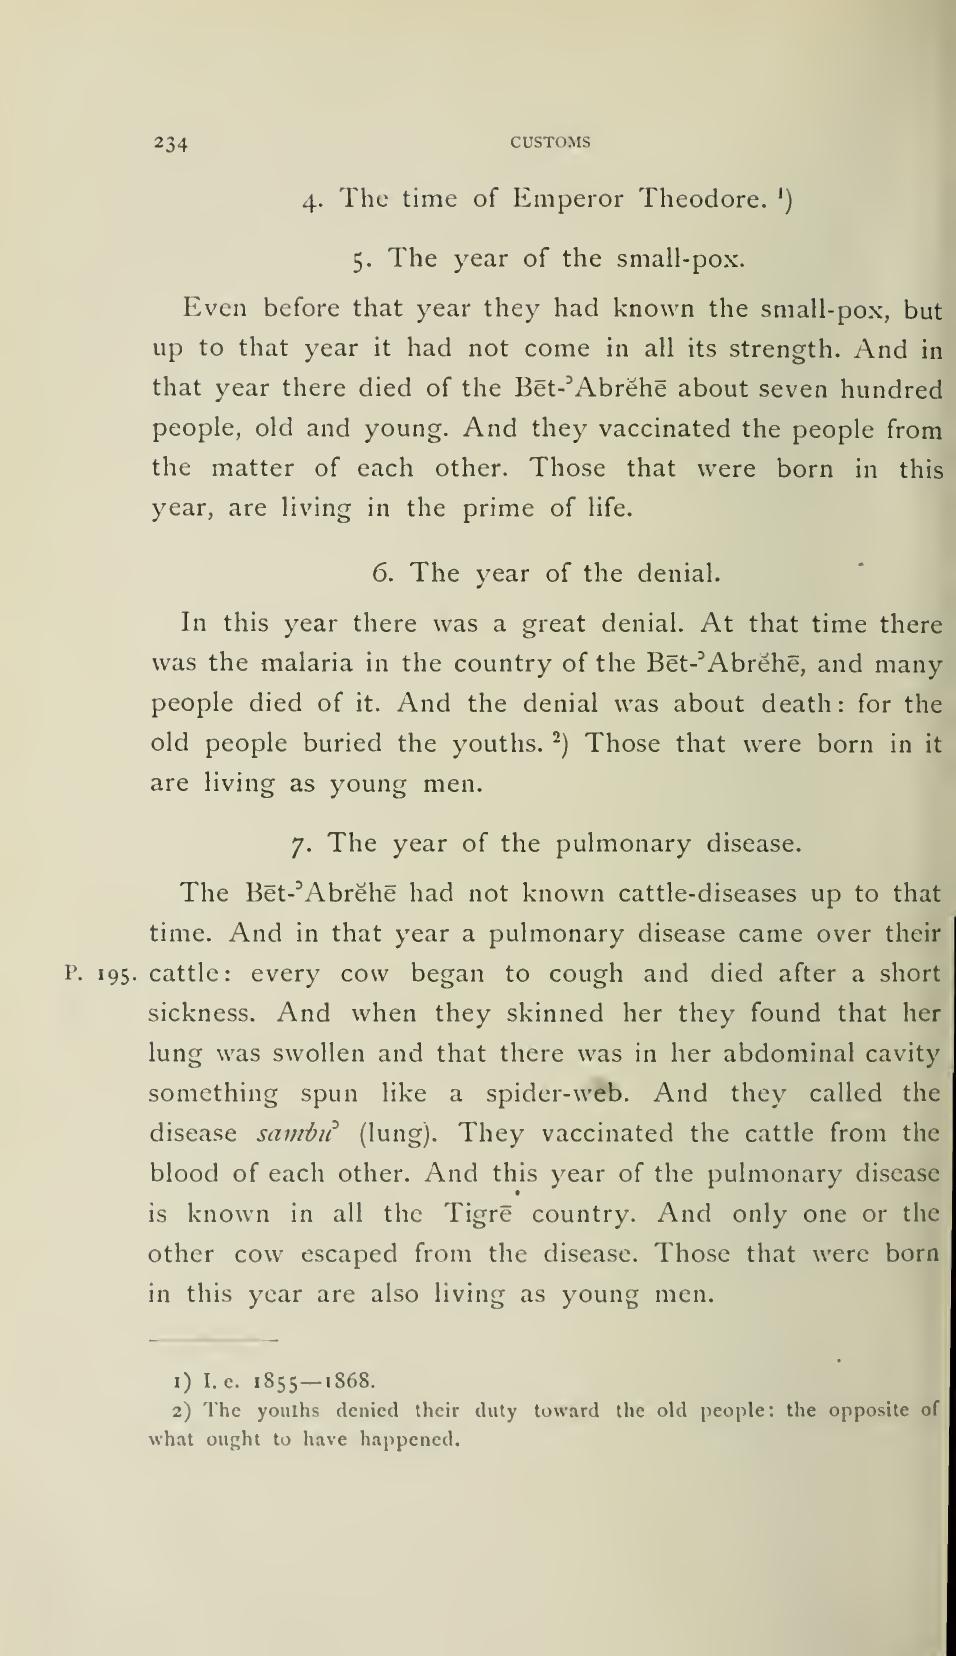 234 CUSTOMS
4. The time of Emperor Theodore. ¹)
5. The year of the small-pox.
Even before that year they had known the small-pox, but
up to that year it had not come in all its strength. And in
that year there died of the Bēt-ʾAbrĕhē about seven hundred
people, old and young. And they vaccinated the people from
the matter of each other. Those that were born in this
year, are living in the prime of life.
6. The year of the denial.
In this year there was a great denial. At that time there
was the malaria in the country of the Bēt-ʾAbrĕhē, and many
people died of it. And the denial was about death: for the
old people buried the youths. ²) Those that were born in it
are living as young men.
7. The year of the pulmonary disease.
The Bēt-ʾAbrĕhē had not known cattle-diseases up to that
time. And in that year a pulmonary disease came over their
P. 195. cattle: every cow began to cough and died after a short
sickness. And when they skinned her they found that her
lung was swollen and that there was in her abdominal cavity
something spun like a spider-web. And they called the
disease sambuʾ (lung). They vaccinated the cattle from the
blood of each other. And this year of the pulmonary disease
is known in all the Tigrē country. And only one or the
other cow escaped from the disease. Those that were born
in this year are also living as young men.
1) I. e. 1855—1868.
2) The youths denied their duty toward the old people: the opposite of
what ought to have happened.